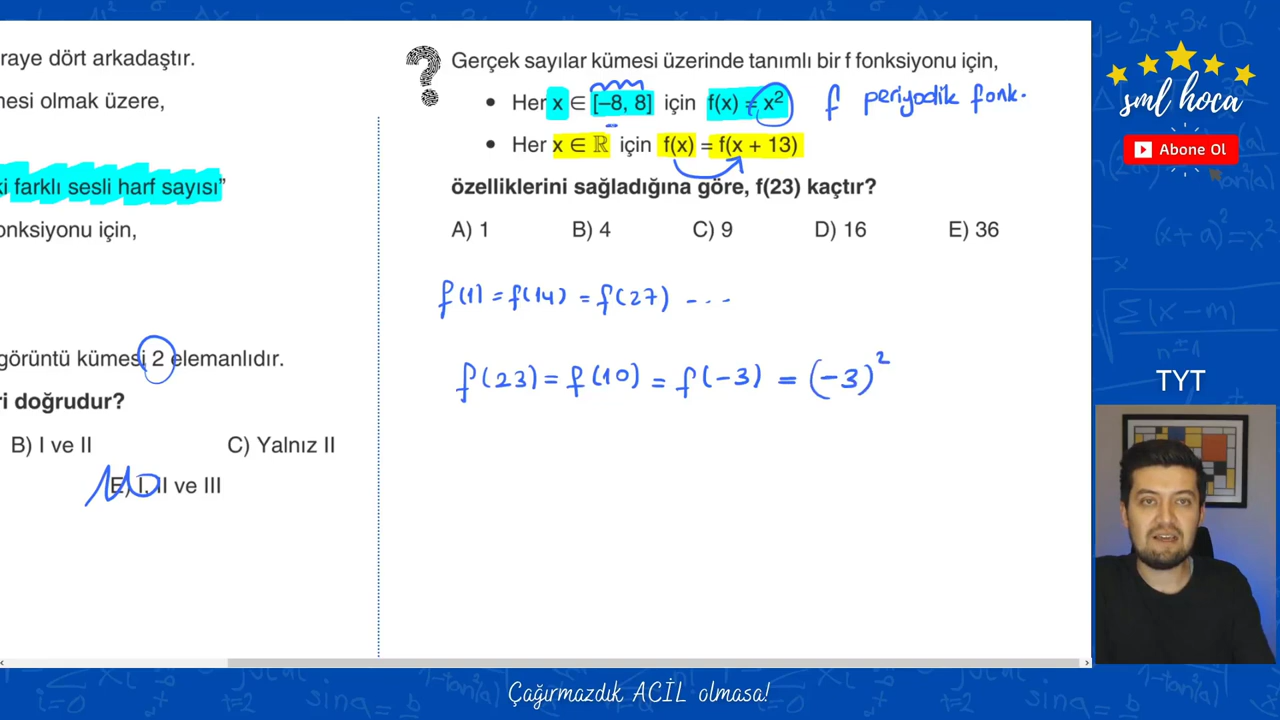 raye dört arkadaştır.
mesi olmak üzere,
ki farklı sesli harf sayısı”
onksiyonu için,
görüntü kümesi 2 elemanlıdır.
ri doğrudur?
B) I ve II
C) Yalnız II
E) I, II ve III
?
Gerçek sayılar kümesi üzerinde tanımlı bir f fonksiyonu için,
• Her x ∈ [–8, 8] için f(x) = x² f periyodik fonk.
• Her x ∈ ℝ için f(x) = f(x + 13)
özelliklerini sağladığına göre, f(23) kaçtır?
A) 1 B) 4 C) 9 D) 16 E) 36
f(1) = f(14) = f(27) ...
f(23) = f(10) = f(-3) = (-3)²
sml hoca
Abone Ol
TYT
Çağırmazdık ACİL olmasa!